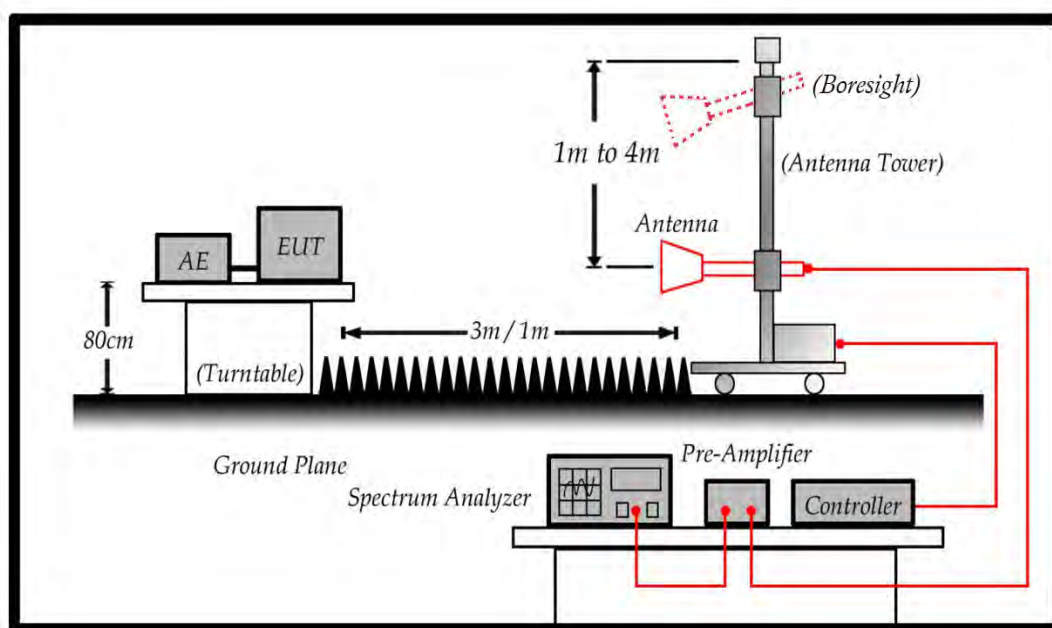 (Boresight)
1m to 4m
(Antenna Tower)
Antenna
AE
EUT
80cm
3m / 1m
(Turntable)
Ground Plane
Pre-Amplifier
Spectrum Analyzer
Controller